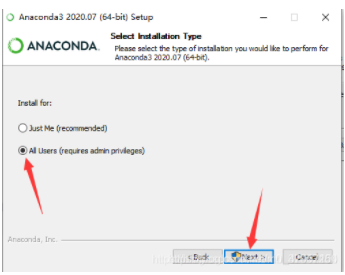 Anaconda3 2020.07 (64-bit) Setup
ANACONDA.
Select Installation Type
Please select the type of installation you would like to perform for
Anaconda3 2020.07 (64-bit).
Install for:
Just Me (recommended)
All Users (requires admin privileges)
Anaconda, Inc.
< Back
Next >
Cancel